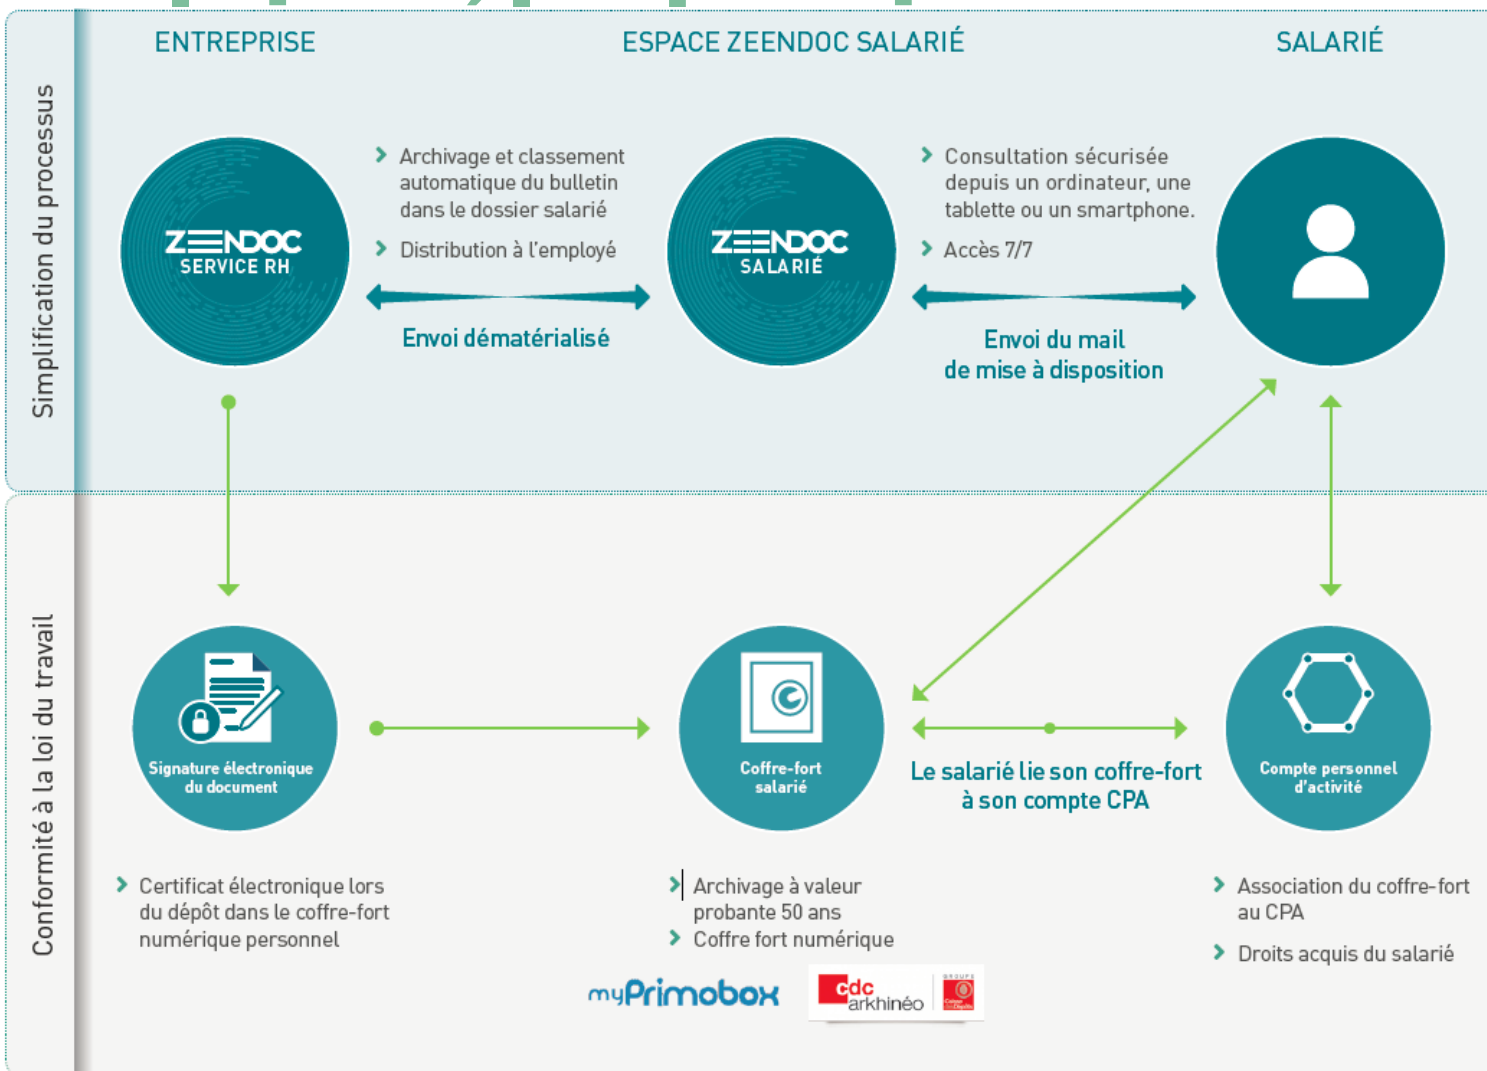 ENTREPRISE
ESPACE ZEENDOC SALARIÉ
SALARIÉ
Simplification du processus
ZEENDOC
SERVICE RH
Archivage et classement
automatique du bulletin
dans le dossier salarié
Distribution à l'employé
Envoi dématérialisé
ZEENDOC
SALARIÉ
Consultation sécurisée
depuis un ordinateur, une
tablette ou un smartphone.
Accès 7/7
Envoi du mail
de mise à disposition
Conformité à la loi du travail
Signature électronique
du document
Coffre-fort
salarié
Le salarié lie son coffre-fort
à son compte CPA
Compte personnel
d'activité
Certificat électronique lors
du dépôt dans le coffre-fort
numérique personnel
Archivage à valeur
probante 50 ans
Coffre fort numérique
myPrimobox
cdc
arkhinéo
GROUPE
Caisse
des Dépôts
Association du coffre-fort
au CPA
Droits acquis du salarié